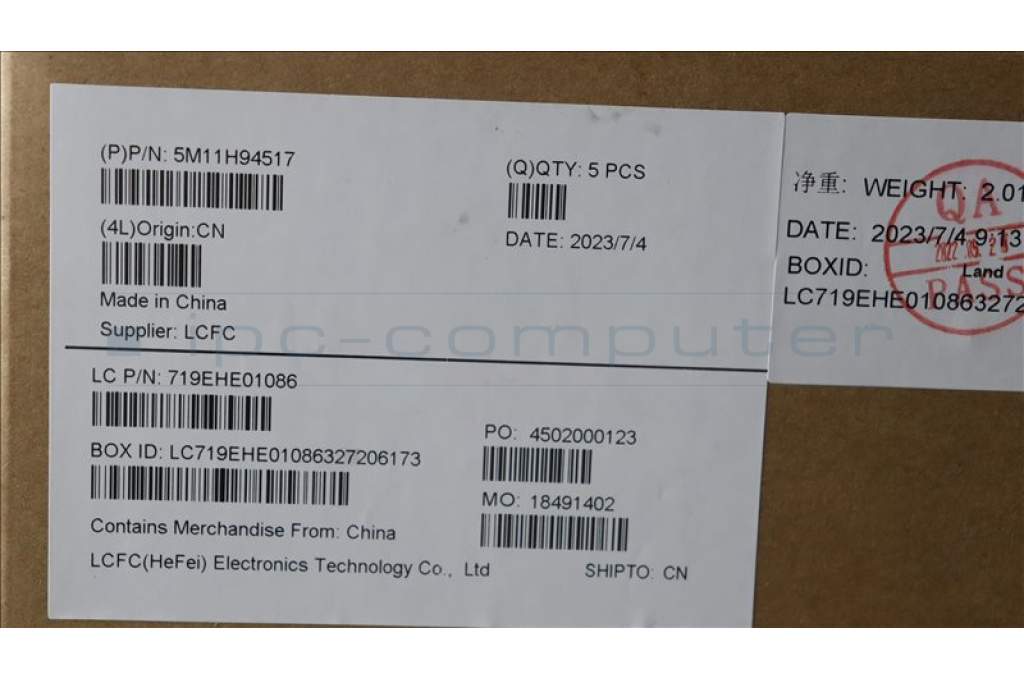 (P)P/N: 5M11H94517
(Q)QTY: 5 PCS
(4L)Origin:CN
DATE: 2023/7/4
Made in China
Supplier: LCFC
LC P/N: 719EHE01086
PO: 4502000123
BOX ID: LC719EHE01086327206173
MO: 18491402
Contains Merchandise From: China
LCFC(HeFei) Electronics Technology Co., Ltd
SHIPTO: CN
净重: WEIGHT: 2.01
DATE: 2023/7/4 9:13
BOXID: Land
LC719EHE010863272
QA
PASS
ipc-computer